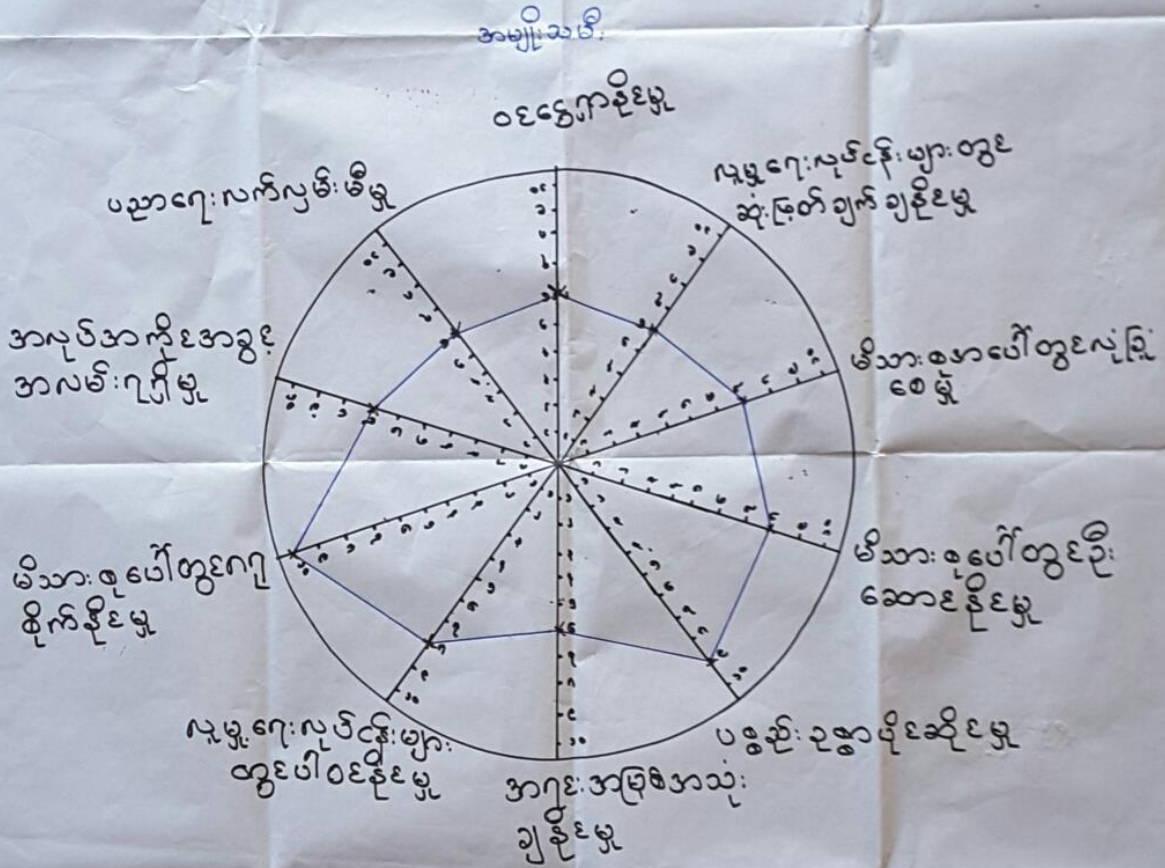 အမျိုးသမီး
ဝင်ငွေရှာနိုင်မှု
လူမှုရေးလုပ်ငန်းများတွင်
ဆုံးဖြတ်ချက်ချနိုင်မှု
မိသားစုအပေါ်တွင်လုံခြုံ
စေမှု
မိသားစုပေါ်တွင်ဦး
ဆောင်နိုင်မှု
ပစ္စည်းဥစ္စာပိုင်ဆိုင်မှု
အရင်းအမြစ်အသုံး
ချနိုင်မှု
လူမှုရေးလုပ်ငန်းများ
တွင်ပါဝင်နိုင်မှု
မိသားစုပေါ်တွင်ဂရု
စိုက်နိုင်မှု
အလုပ်အကိုင်အခွင့်
အလမ်းရရှိမှု
ပညာရေးလက်လှမ်းမီမှု